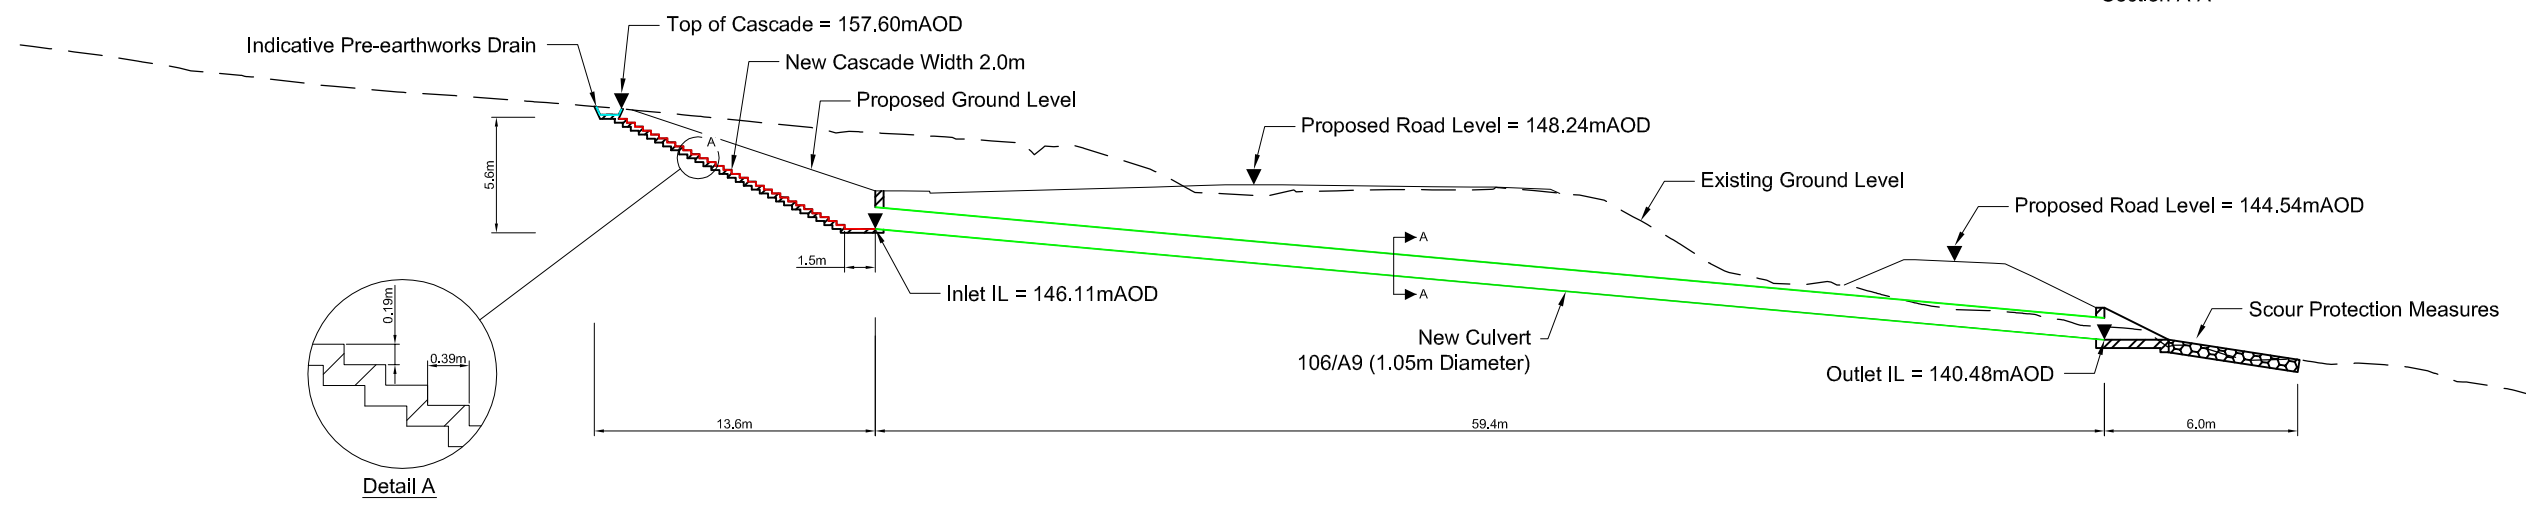 Top of Cascade = 157.60mAOD
Indicative Pre-earthworks Drain
New Cascade Width 2.0m
Proposed Ground Level
Proposed Road Level = 148.24mAOD
A
5.6m
Existing Ground Level
Proposed Road Level = 144.54mAOD
A
1.5m
A
Inlet IL = 146.11mAOD
Scour Protection Measures
New Culvert
106/A9 (1.05m Diameter)
Outlet IL = 140.48mAOD
0.19m
0.39m
13.6m
59.4m
6.0m
Detail A